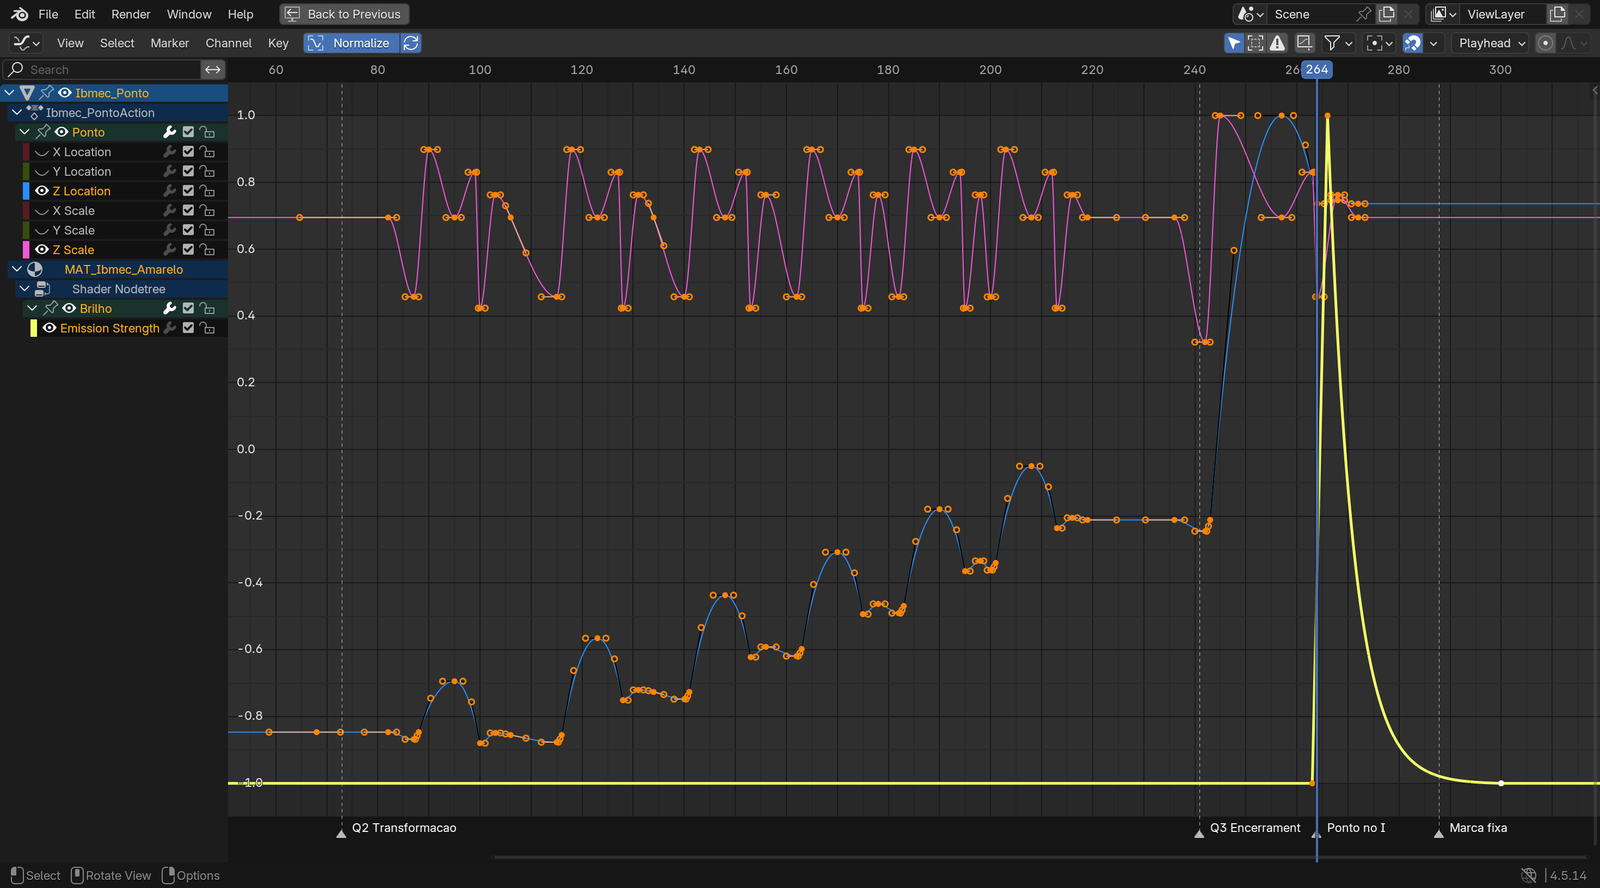 File Edit Render Window Help Back to Previous Scene ViewLayer
View Select Marker Channel Key Normalize Playhead
Search 60 80 100 120 140 160 180 200 220 240 26 264 280 300
Ibmec_Ponto
Ibmec_PontoAction
Ponto
X Location
Y Location
Z Location
X Scale
Y Scale
Z Scale
MAT_Ibmec_Amarelo
Shader Nodetree
Brilho
Emission Strength
1.0
0.8
0.6
0.4
0.2
0.0
-0.2
-0.4
-0.6
-0.8
-1.0
Q2 Transformacao Q3 Encerrament Ponto no I Marca fixa
Select Rotate View Options 4.5.14